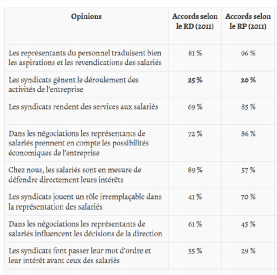 Opinions
Accords selon
le RD (2011)
Accords selon
le RP (2011)
Les représentants du personnel traduisent bien
les aspirations et les revendications des salariés
81 %
96 %
Les syndicats gênent le déroulement des
activités de l'entreprise
25 %
20 %
Les syndicats rendent des services aux salariés
69 %
85 %
Dans les négociations les représentants de
salariés prennent en compte les possibilités
économiques de l'entreprise
72 %
86 %
Chez nous, les salariés sont en mesure de
défendre directement leurs intérêts
89 %
57 %
Les syndicats jouent un rôle irremplaçable dans
la représentation des salariés
41 %
70 %
Dans les négociations les représentants de
salariés influencent les décisions de la direction
61 %
45 %
Les syndicats font passer leur mot d'ordre et
leur intérêt avant ceux des salariés
55 %
29 %